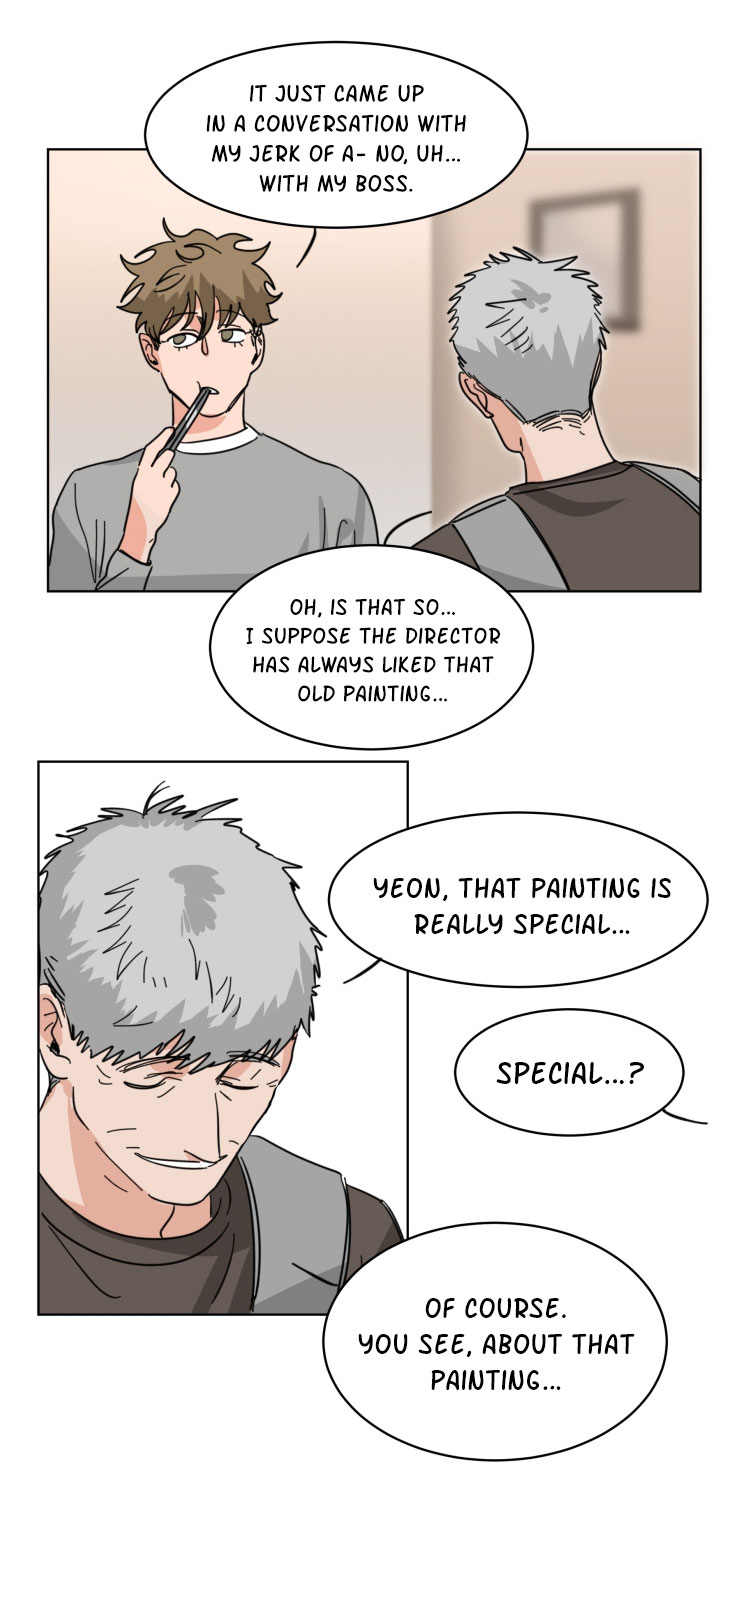 IT JUST CAME UP
IN A CONVERSATION WITH
MY JERK OF A- NO, UH...
WITH MY BOSS.
OH, IS THAT SO...
I SUPPOSE THE DIRECTOR
HAS ALWAYS LIKED THAT
OLD PAINTING...
YEON, THAT PAINTING IS
REALLY SPECIAL...
SPECIAL...?
OF COURSE.
YOU SEE, ABOUT THAT
PAINTING...